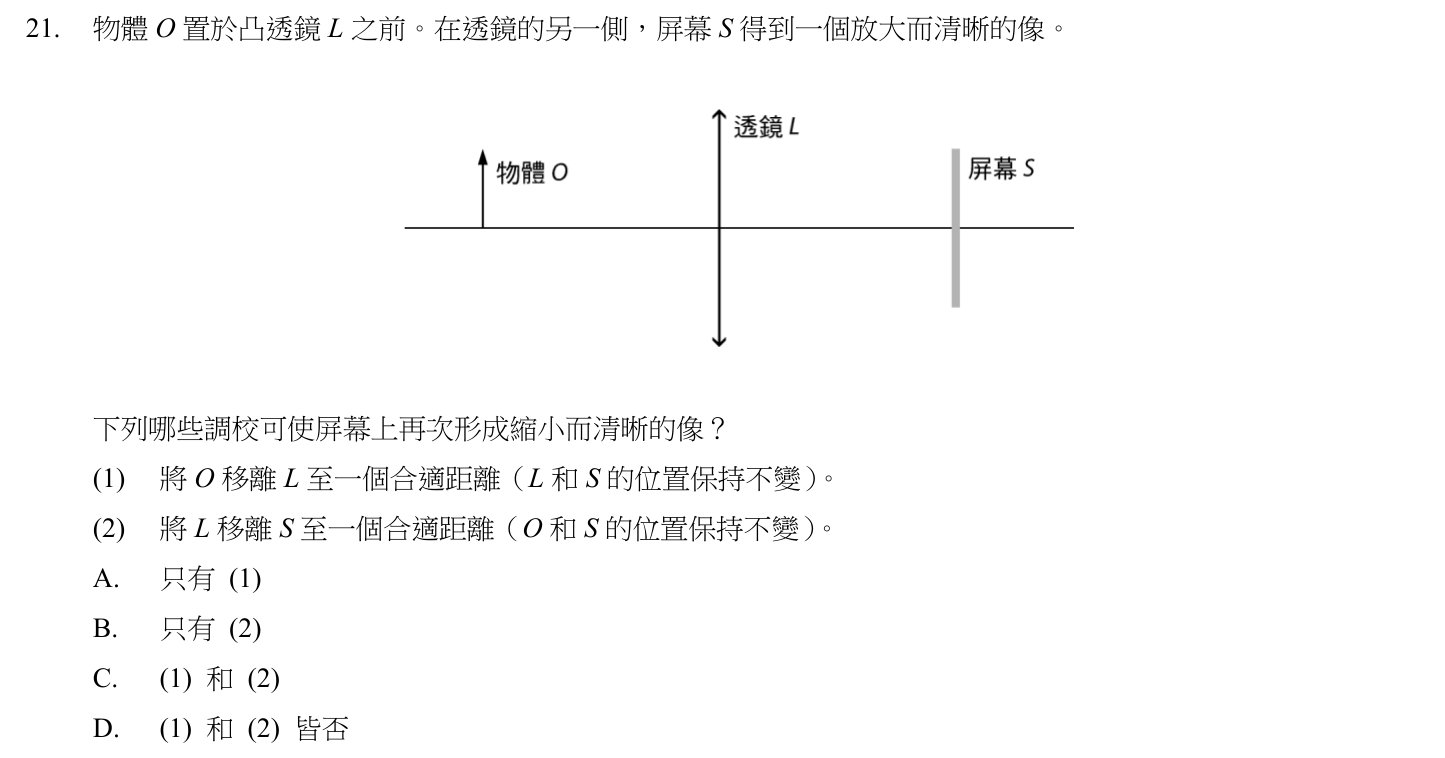 21. 物體 O 置於凸透鏡 L 之前。在透鏡的另一側，屏幕 S 得到一個放大而清晰的像。
透鏡 L
物體 O
屏幕 S
下列哪些調校可使屏幕上再次形成縮小而清晰的像？
(1) 將 O 移離 L 至一個合適距離（L 和 S 的位置保持不變）。
(2) 將 L 移離 S 至一個合適距離（O 和 S 的位置保持不變）。
A. 只有 (1)
B. 只有 (2)
C. (1) 和 (2)
D. (1) 和 (2) 皆否